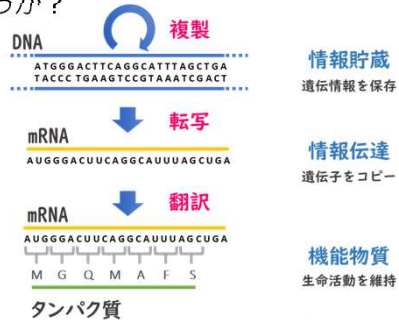 うか？
DNA
複製
ATGGGACTTCAGGCATTTAGCTGA
TACCC TGAAGTCCGTAAATCGACT
情報貯蔵
遺伝情報を保存
転写
mRNA
AUGGGACUUCAGGCAUUUAGCUGA
情報伝達
遺伝子をコピー
翻訳
mRNA
AUGGGACUUCAGGCAUUUAGCUGA
M G Q M A F S
タンパク質
機能物質
生命活動を維持